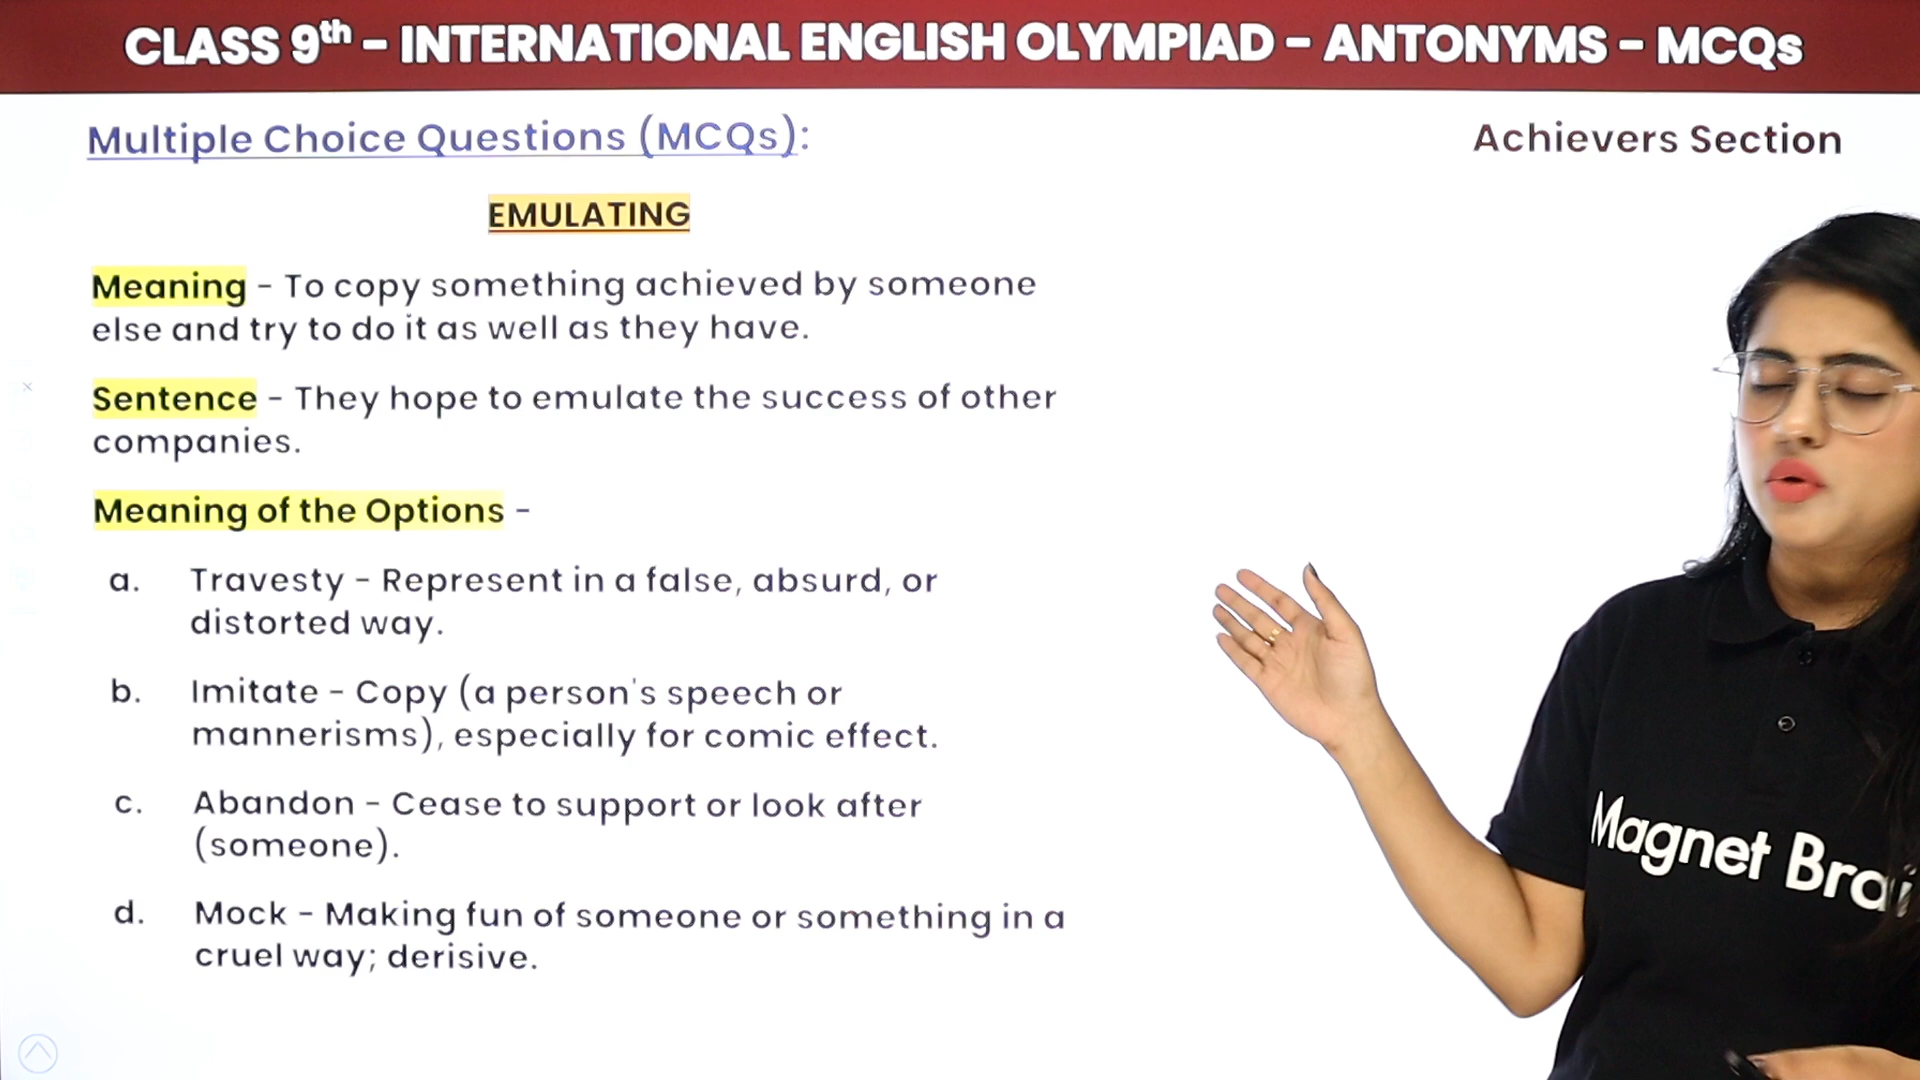 CLASS 9th – INTERNATIONAL ENGLISH OLYMPIAD – ANTONYMS – MCQs
Multiple Choice Questions (MCQs):
Achievers Section
EMULATING
Meaning - To copy something achieved by someone
else and try to do it as well as they have.
Sentence - They hope to emulate the success of other
companies.
Meaning of the Options -
a. Travesty - Represent in a false, absurd, or
distorted way.
b. Imitate - Copy (a person's speech or
mannerisms), especially for comic effect.
c. Abandon - Cease to support or look after
(someone).
d. Mock - Making fun of someone or something in a
cruel way; derisive.
Magnet Brai